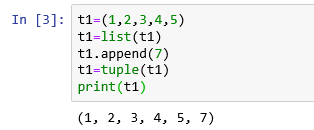 In [3]: t1=(1,2,3,4,5)
t1=list(t1)
t1.append(7)
t1=tuple(t1)
print(t1)
(1, 2, 3, 4, 5, 7)